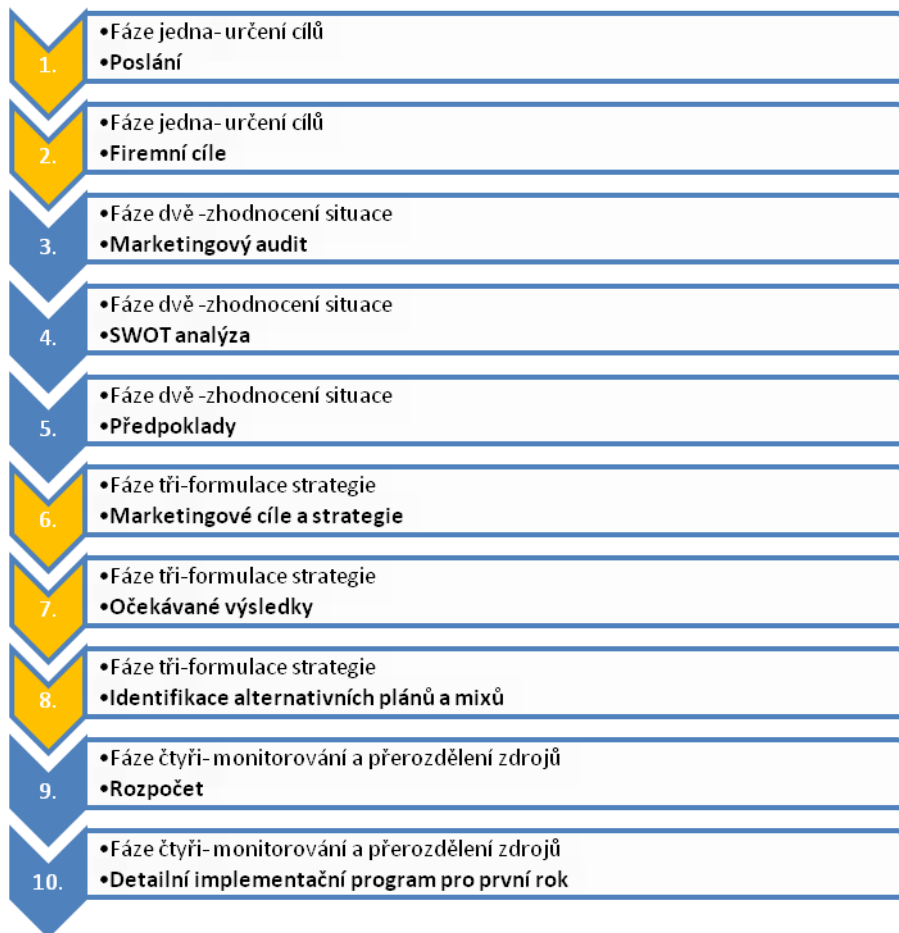 1.
•Fáze jedna- určení cílů
•Poslání
2.
•Fáze jedna- určení cílů
•Firemní cíle
3.
•Fáze dvě -zhodnocení situace
•Marketingový audit
4.
•Fáze dvě -zhodnocení situace
•SWOT analýza
5.
•Fáze dvě -zhodnocení situace
•Předpoklady
6.
•Fáze tři-formulace strategie
•Marketingové cíle a strategie
7.
•Fáze tři-formulace strategie
•Očekávané výsledky
8.
•Fáze tři-formulace strategie
•Identifikace alternativních plánů a mixů
9.
•Fáze čtyři- monitorování a přerozdělení zdrojů
•Rozpočet
10.
•Fáze čtyři- monitorování a přerozdělení zdrojů
•Detailní implementační program pro první rok